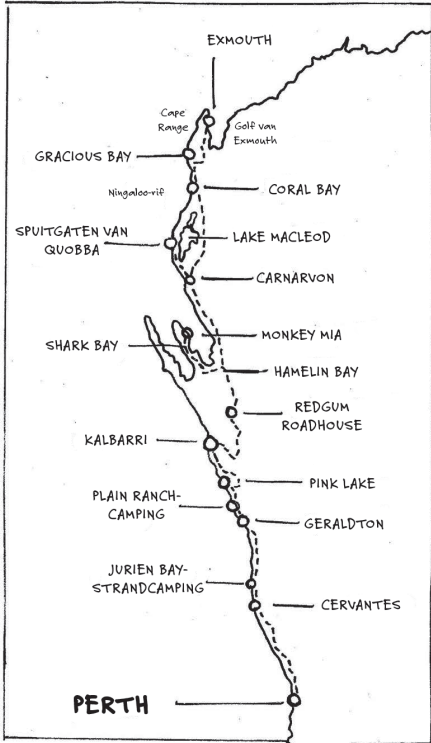 EXMOUTH
Cape
Range
Golf van
Exmouth
GRACIOUS BAY
Ningaloo-rif
CORAL BAY
SPUITGATEN VAN
QUOBBA
LAKE MACLEOD
CARNARVON
MONKEY MIA
SHARK BAY
HAMELIN BAY
REDGUM
ROADHOUSE
KALBARRI
PINK LAKE
PLAIN RANCH-
CAMPING
GERALDTON
JURIEN BAY-
STRANDCAMPING
CERVANTES
PERTH